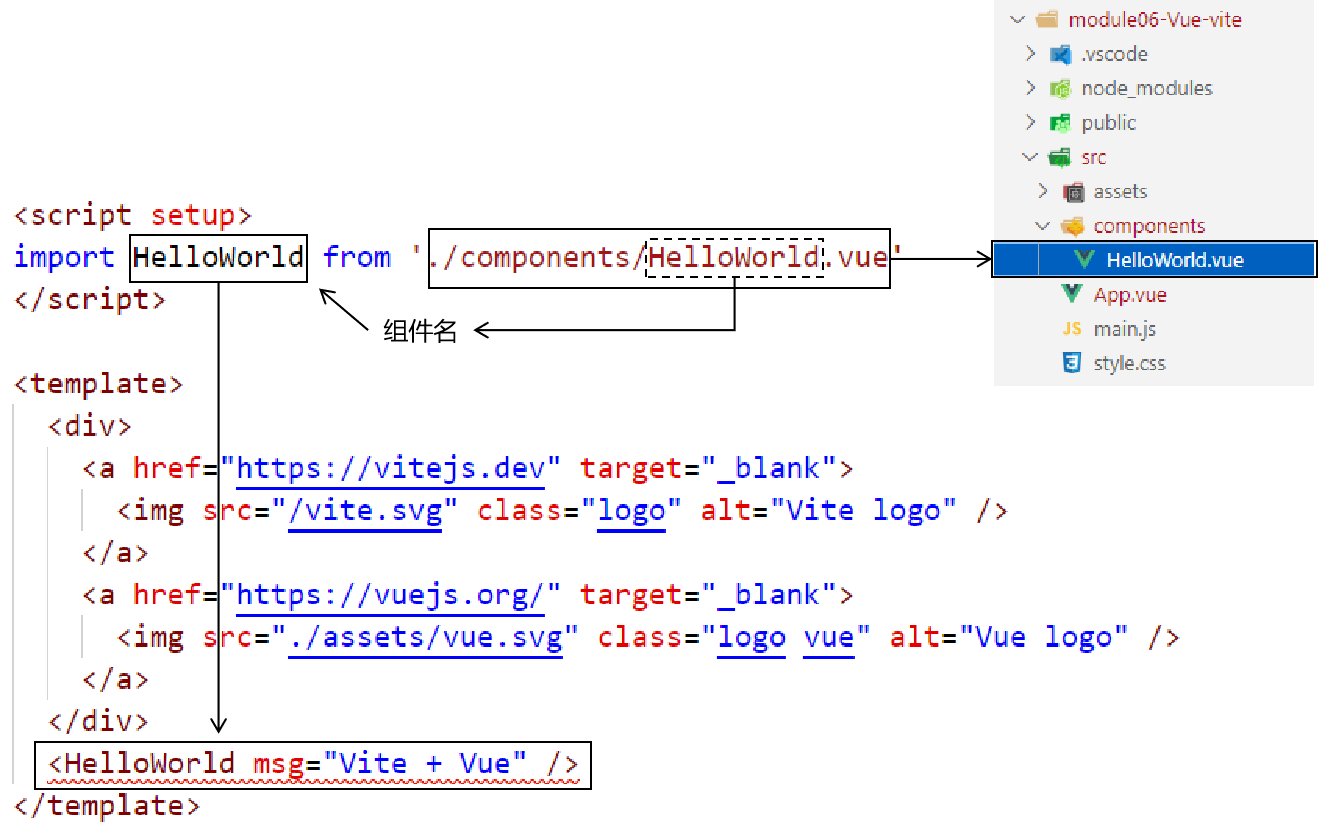 module06-Vue-vite
.vscode
node_modules
public
src
assets
components
HelloWorld.vue
App.vue
JS main.js
style.css
<script setup>
import HelloWorld from './components/HelloWorld.vue'
</script>
组件名
<template>
<div>
<a href="https://vitejs.dev" target="_blank">
<img src="/vite.svg" class="logo" alt="Vite logo" />
</a>
<a href="https://vuejs.org/" target="_blank">
<img src="./assets/vue.svg" class="logo vue" alt="Vue logo" />
</a>
</div>
<HelloWorld msg="Vite + Vue" />
</template>